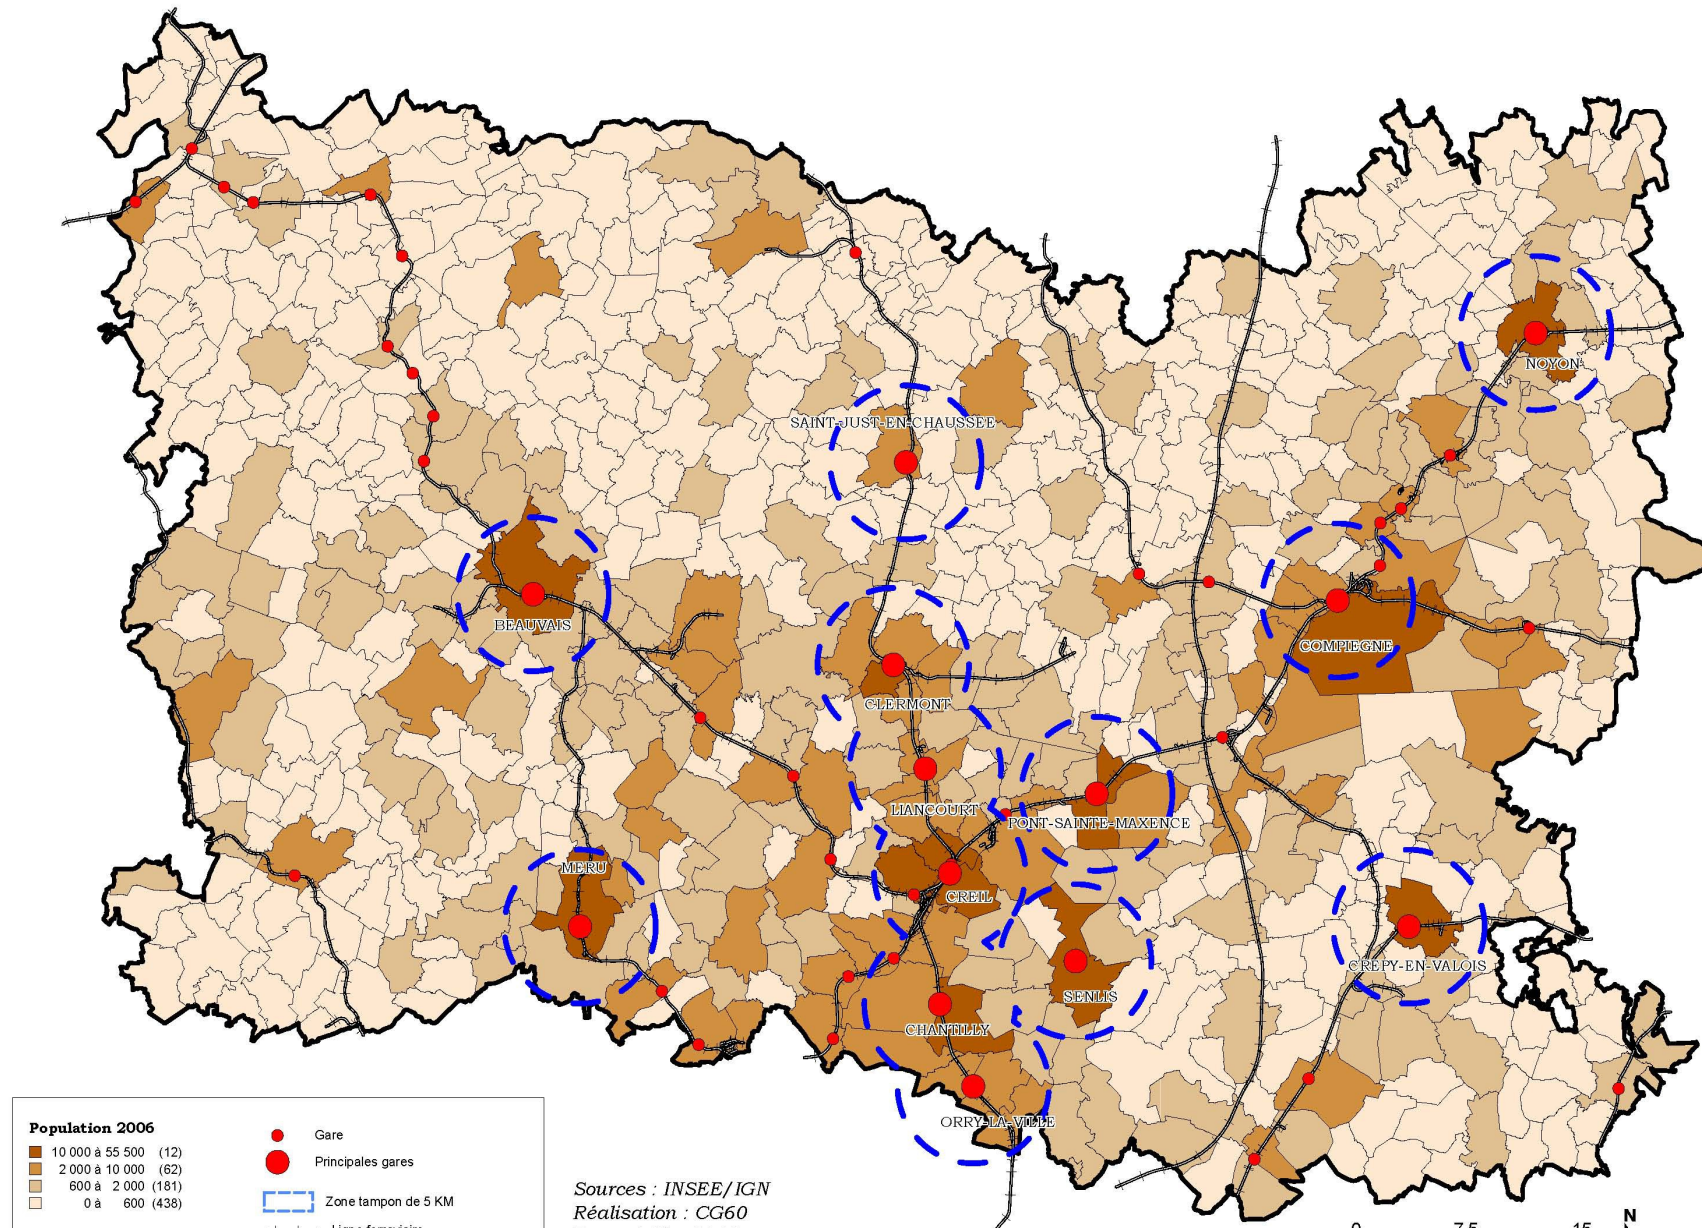 NOYON
SAINT-JUST-EN-CHAUSSEE
BEAUVAIS
COMPIEGNE
CLERMONT
LIANCOURT
PONT-SAINTE-MAXENCE
MERU
CREIL
CREPY-EN-VALOIS
SENLIS
CHANTILLY
ORRY-LA-VILLE
Population 2006
10 000 à 55 500 (12)
2 000 à 10 000 (62)
600 à 2 000 (181)
0 à 600 (438)
Gare
Principales gares
Zone tampon de 5 KM
Sources : INSEE/IGN
Réalisation : CG60
N
0 7,5 15